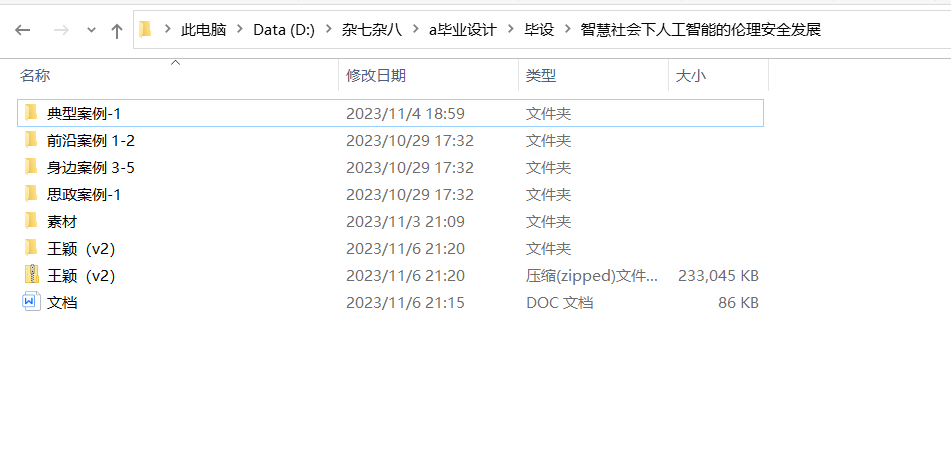 此电脑 > Data (D:) > 杂七杂八 > a毕业设计 > 毕设 > 智慧社会下人工智能的伦理安全发展
名称 修改日期 类型 大小
典型案例-1 2023/11/4 18:59 文件夹
前沿案例 1-2 2023/10/29 17:32 文件夹
身边案例 3-5 2023/10/29 17:32 文件夹
思政案例-1 2023/10/29 17:32 文件夹
素材 2023/11/3 21:09 文件夹
王颖（v2） 2023/11/6 21:20 文件夹
王颖（v2） 2023/11/6 21:20 压缩(zipped)文件... 233,045 KB
文档 2023/11/6 21:15 DOC 文档 86 KB